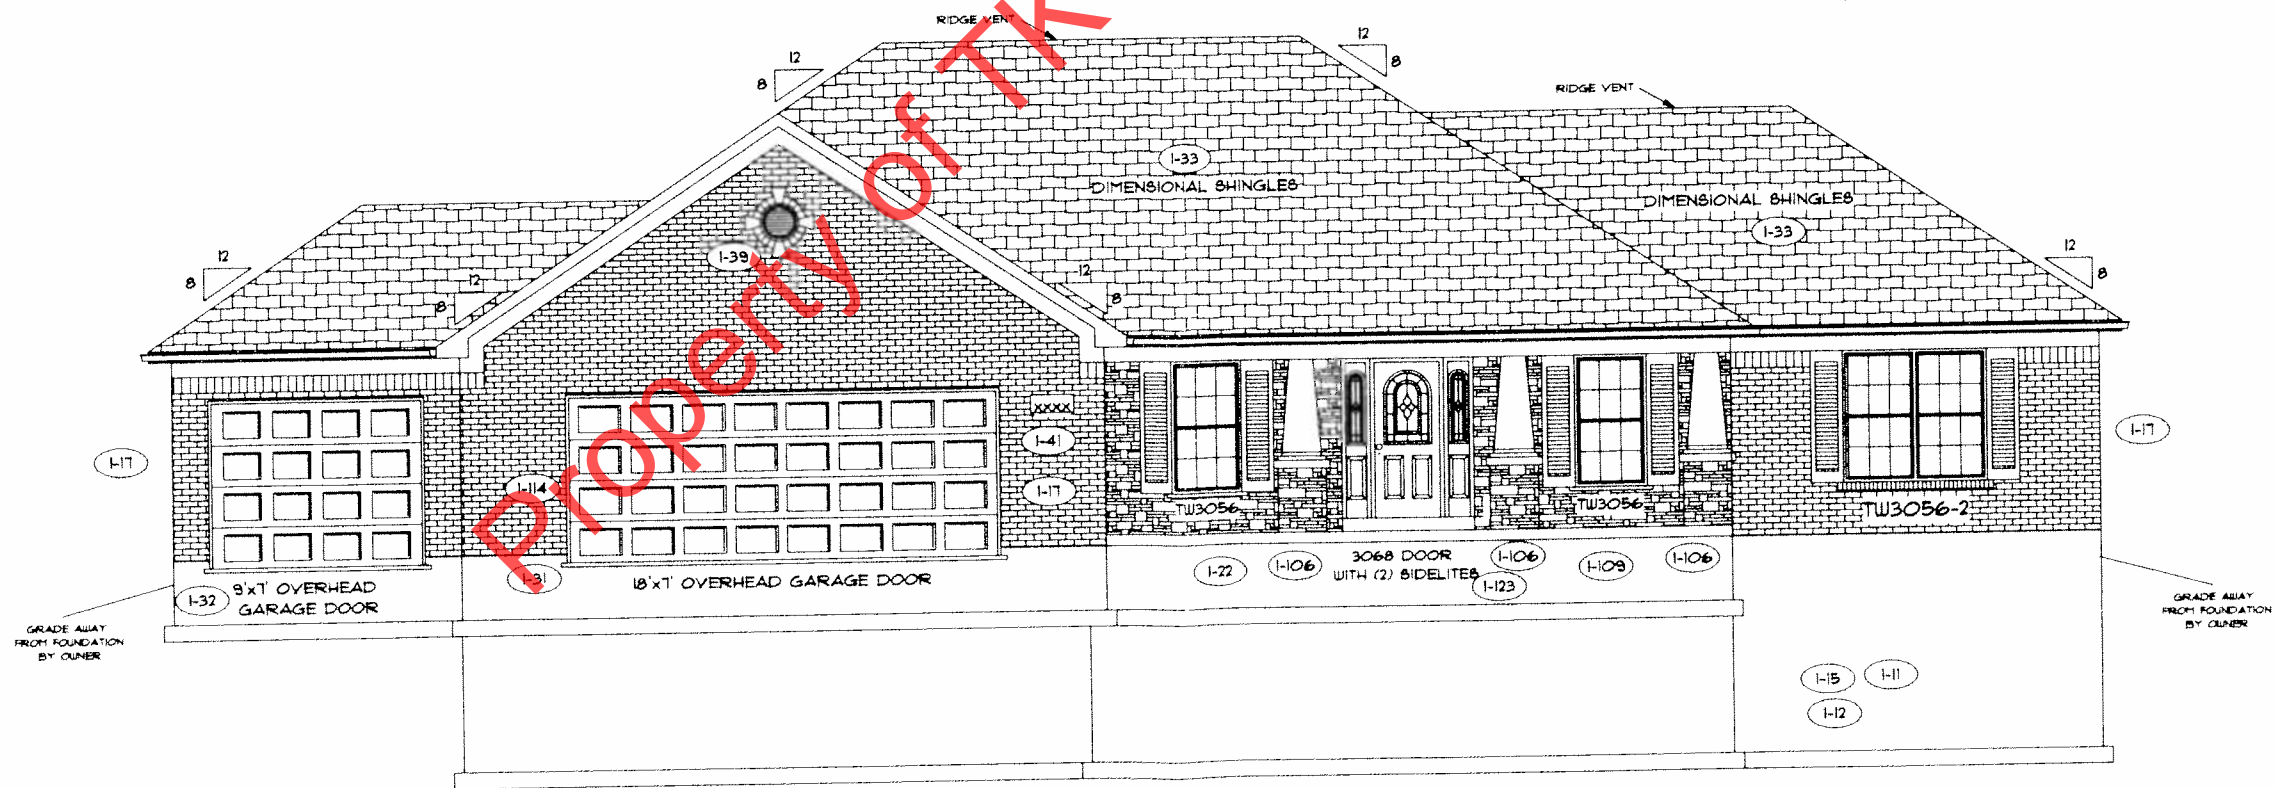 RIDGE VENT
12
8
12
8
RIDGE VENT
1-33
DIMENSIONAL SHINGLES
DIMENSIONAL SHINGLES
1-33
1-39
12
8
12
8
12
8
12
8
1-17
1-114
1-41
1-17
1-17
TW3056
TW3056
TW3056-2
1-32
9'x7' OVERHEAD
GARAGE DOOR
1-31
18'x7' OVERHEAD GARAGE DOOR
1-22
1-106
3068 DOOR
WITH (2) SIDELITES
1-106
1-123
1-109
1-106
GRADE AWAY
FROM FOUNDATION
BY OWNER
GRADE AWAY
FROM FOUNDATION
BY OWNER
1-15
1-11
1-12
Property of TK